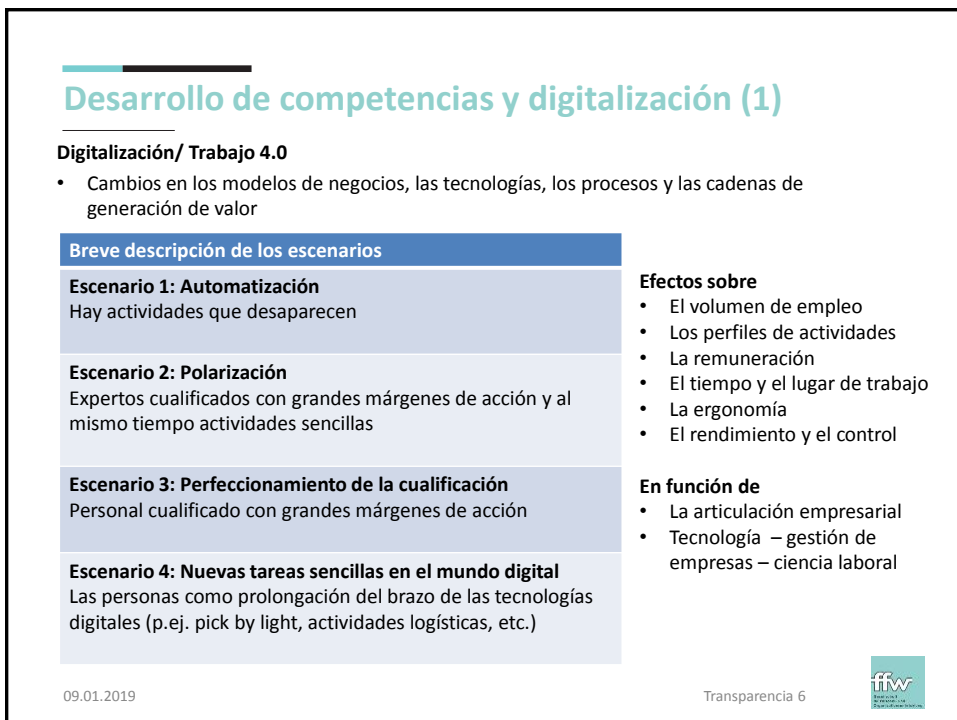 Desarrollo de competencias y digitalización (1)
Digitalización/ Trabajo 4.0
• Cambios en los modelos de negocios, las tecnologías, los procesos y las cadenas de
generación de valor
Breve descripción de los escenarios
Escenario 1: Automatización
Hay actividades que desaparecen
Escenario 2: Polarización
Expertos cualificados con grandes márgenes de acción y al
mismo tiempo actividades sencillas
Escenario 3: Perfeccionamiento de la cualificación
Personal cualificado con grandes márgenes de acción
Escenario 4: Nuevas tareas sencillas en el mundo digital
Las personas como prolongación del brazo de las tecnologías
digitales (p.ej. pick by light, actividades logísticas, etc.)
Efectos sobre
• El volumen de empleo
• Los perfiles de actividades
• La remuneración
• El tiempo y el lugar de trabajo
• La ergonomía
• El rendimiento y el control
En función de
• La articulación empresarial
• Tecnología – gestión de
empresas – ciencia laboral
09.01.2019
Transparencia 6
ffw